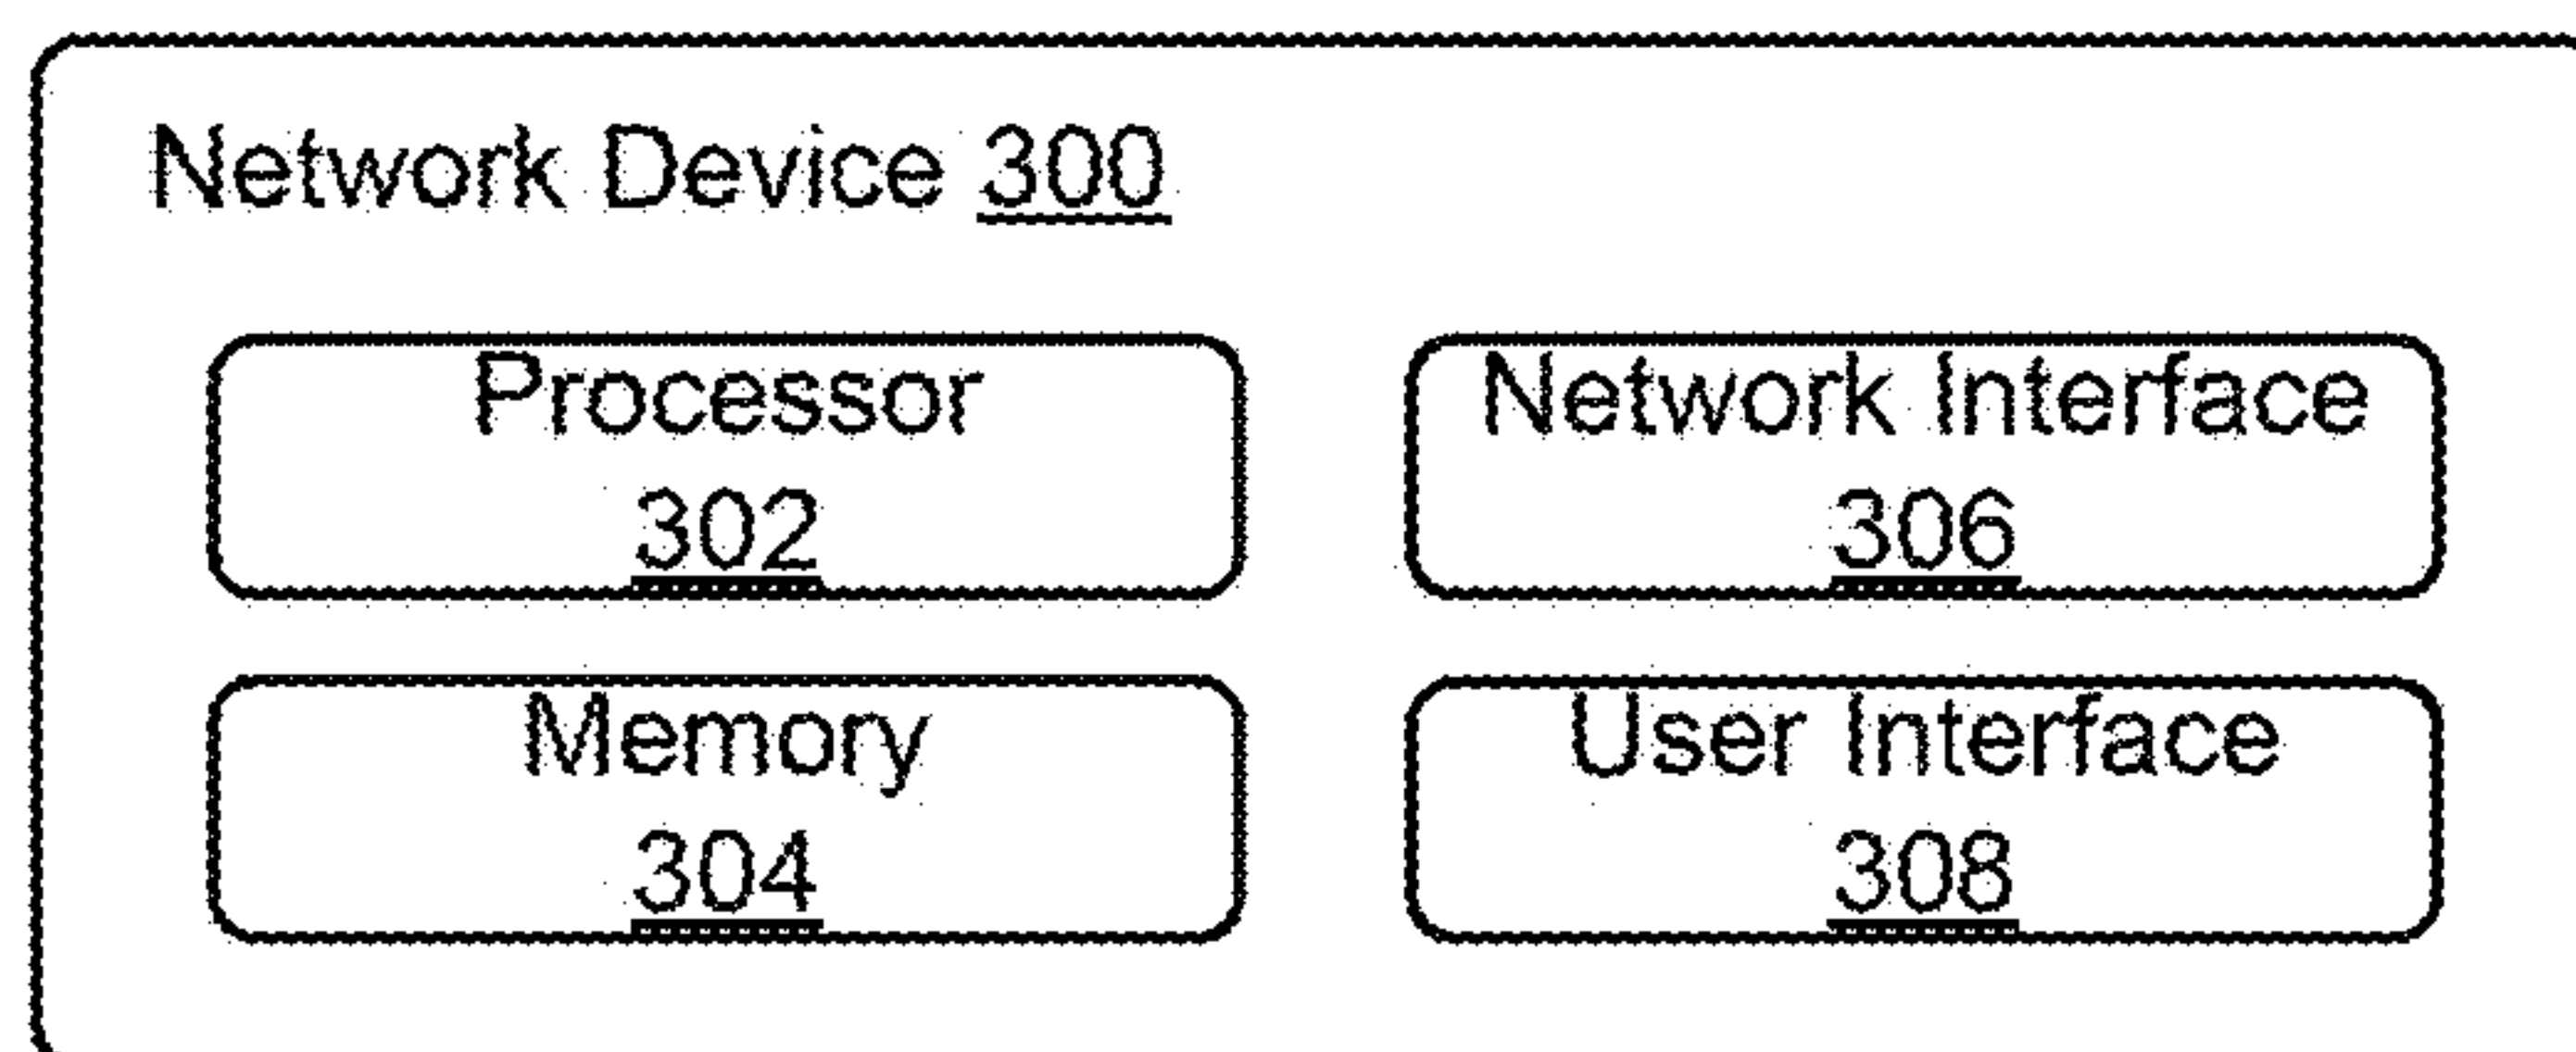 Network Device 300
Processor
302
Network Interface
306
Memory
304
User Interface
308